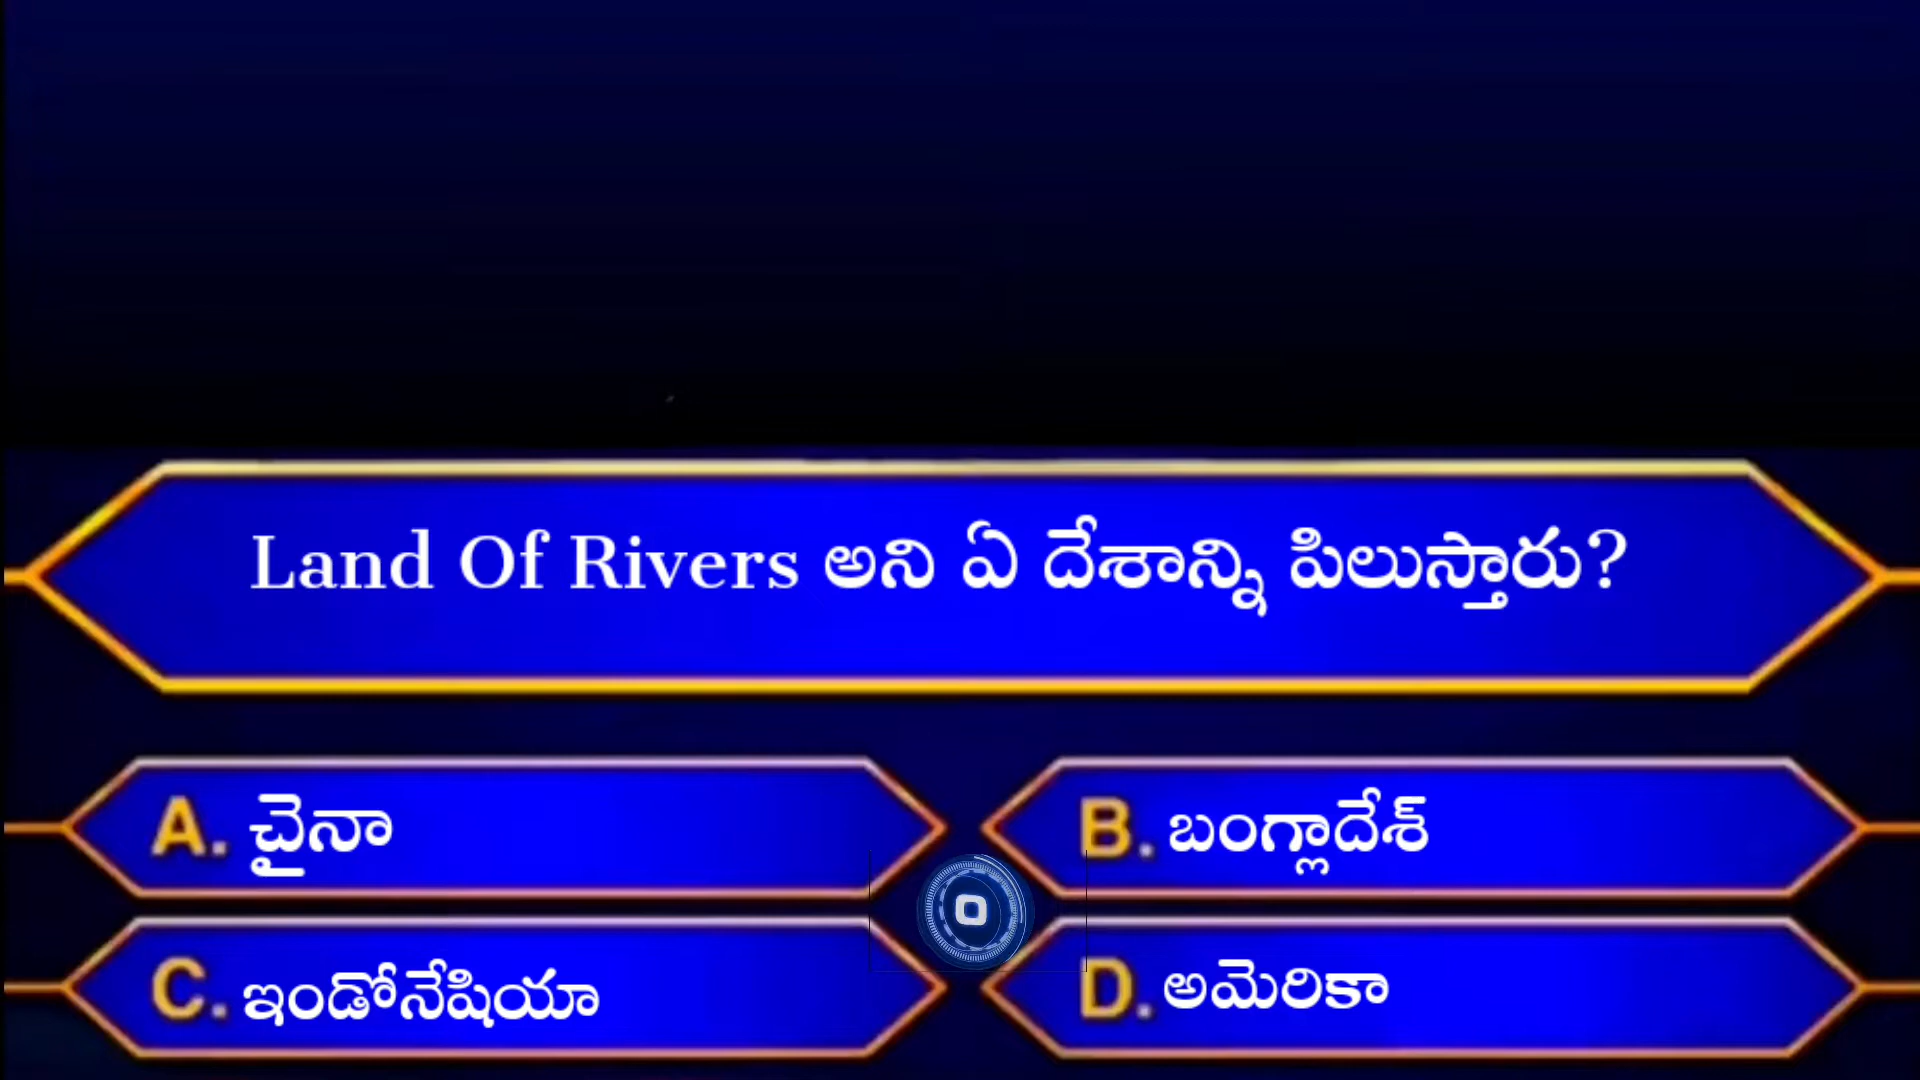 Land Of Rivers అని ఏ దేశాన్ని పిలుస్తారు?
A. చైనా
B. బంగ్లాదేశ్
C. ఇండోనేషియా
D. అమెరికా